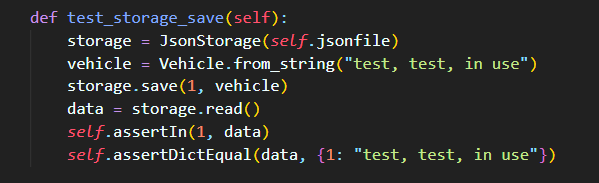 def test_storage_save(self):
    storage = JsonStorage(self.jsonfile)
    vehicle = Vehicle.from_string("test, test, in use")
    storage.save(1, vehicle)
    data = storage.read()
    self.assertIn(1, data)
    self.assertDictEqual(data, {1: "test, test, in use"})